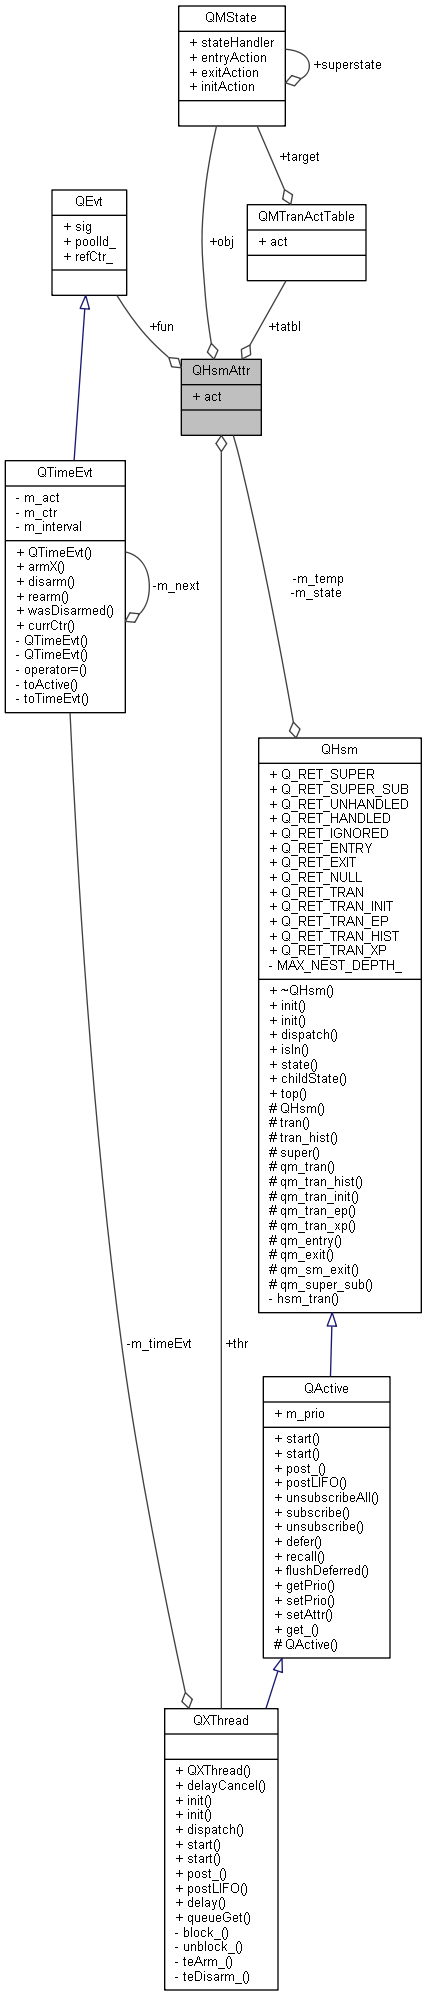 QMState
+ stateHandler
+ entryAction
+ exitAction
+ initAction
+superstate
+target
QEvt
+ sig
+ poolId_
+ refCtr_
QMTranActTable
+ act
+obj
+fun
+tatbl
QHsmAttr
+ act
QTimeEvt
- m_act
- m_ctr
- m_interval
+ QTimeEvt()
+ armX()
+ disarm()
+ rearm()
+ wasDisarmed()
+ currCtr()
- QTimeEvt()
- QTimeEvt()
- operator=()
- toActive()
- toTimeEvt()
-m_next
-m_temp
-m_state
QHsm
+ Q_RET_SUPER
+ Q_RET_SUPER_SUB
+ Q_RET_UNHANDLED
+ Q_RET_HANDLED
+ Q_RET_IGNORED
+ Q_RET_ENTRY
+ Q_RET_EXIT
+ Q_RET_NULL
+ Q_RET_TRAN
+ Q_RET_TRAN_INIT
+ Q_RET_TRAN_EP
+ Q_RET_TRAN_HIST
+ Q_RET_TRAN_XP
- MAX_NEST_DEPTH_
+ ~QHsm()
+ init()
+ init()
+ dispatch()
+ isIn()
+ state()
+ childState()
+ top()
# QHsm()
# tran()
# tran_hist()
# super()
# qm_tran()
# qm_tran_hist()
# qm_tran_init()
# qm_tran_ep()
# qm_tran_xp()
# qm_entry()
# qm_exit()
# qm_sm_exit()
# qm_super_sub()
- hsm_tran()
-m_timeEvt
+thr
QActive
+ m_prio
+ start()
+ start()
+ post_()
+ postLIFO()
+ unsubscribeAll()
+ subscribe()
+ unsubscribe()
+ defer()
+ recall()
+ flushDeferred()
+ getPrio()
+ setPrio()
+ setAttr()
+ get_()
# QActive()
QXThread
+ QXThread()
+ delayCancel()
+ init()
+ init()
+ dispatch()
+ start()
+ start()
+ post_()
+ postLIFO()
+ delay()
+ queueGet()
- block_()
- unblock_()
- teArm_()
- teDisarm_()